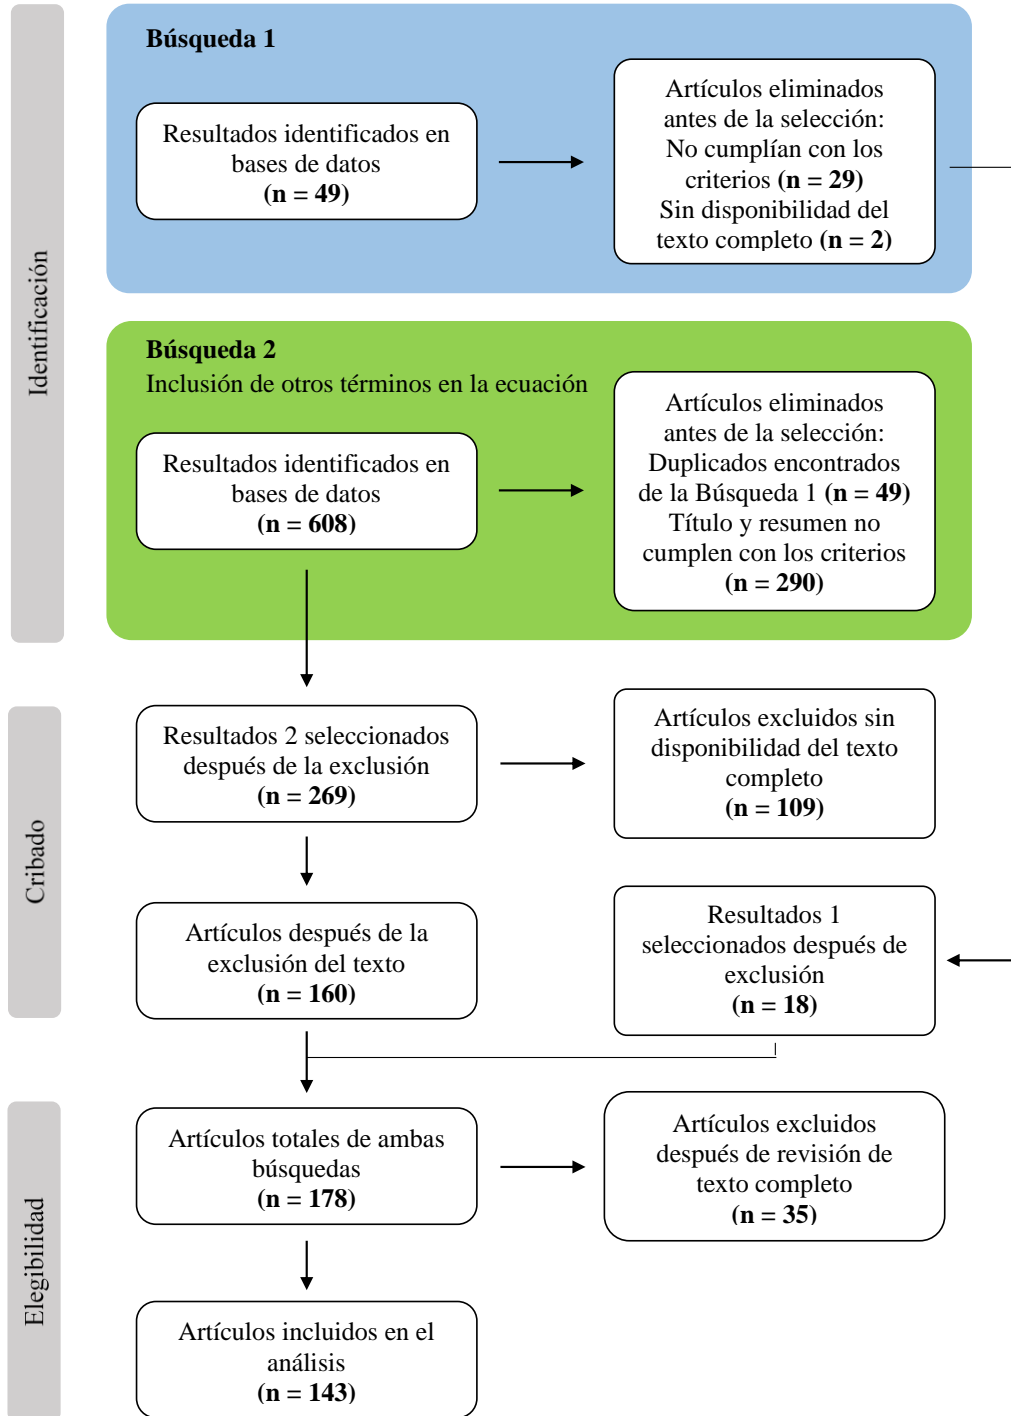 Identificación
Búsqueda 1
Resultados identificados en
bases de datos
(n = 49)
Artículos eliminados
antes de la selección:
No cumplían con los
criterios (n = 29)
Sin disponibilidad del
texto completo (n = 2)
Búsqueda 2
Inclusión de otros términos en la ecuación
Resultados identificados en
bases de datos
(n = 608)
Artículos eliminados
antes de la selección:
Duplicados encontrados
de la Búsqueda 1 (n = 49)
Título y resumen no
cumplen con los criterios
(n = 290)
Cribado
Resultados 2 seleccionados
después de la exclusión
(n = 269)
Artículos excluidos sin
disponibilidad del texto
completo
(n = 109)
Artículos después de la
exclusión del texto
(n = 160)
Resultados 1
seleccionados después de
exclusión
(n = 18)
Elegibilidad
Artículos totales de ambas
búsquedas
(n = 178)
Artículos excluidos
después de revisión de
texto completo
(n = 35)
Artículos incluidos en el
análisis
(n = 143)